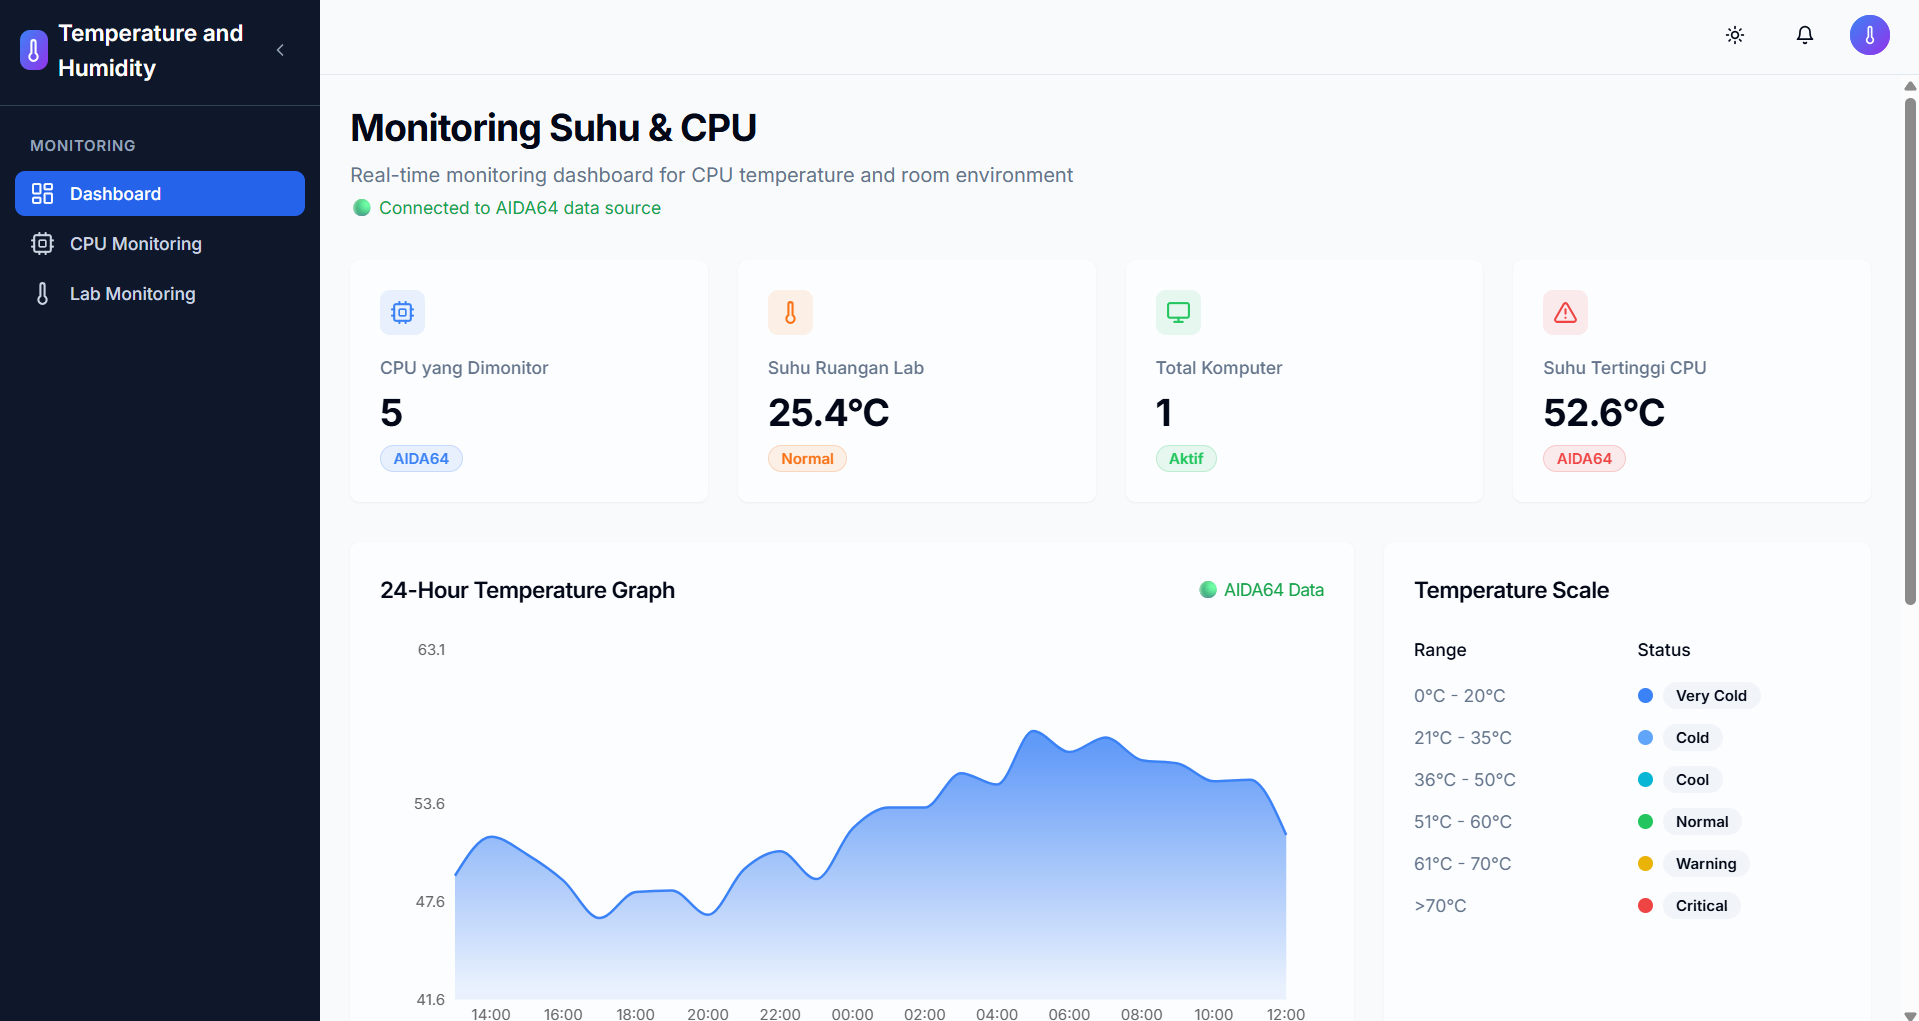 Temperature and
Humidity
MONITORING
Dashboard
CPU Monitoring
Lab Monitoring
Monitoring Suhu & CPU
Real-time monitoring dashboard for CPU temperature and room environment
Connected to AIDA64 data source
CPU yang Dimonitor
5
AIDA64
Suhu Ruangan Lab
25.4°C
Normal
Total Komputer
1
Aktif
Suhu Tertinggi CPU
52.6°C
AIDA64
24-Hour Temperature Graph
AIDA64 Data
63.1
53.6
47.6
41.6
14:00 16:00 18:00 20:00 22:00 00:00 02:00 04:00 06:00 08:00 10:00 12:00
Temperature Scale
Range Status
0°C - 20°C Very Cold
21°C - 35°C Cold
36°C - 50°C Cool
51°C - 60°C Normal
61°C - 70°C Warning
>70°C Critical